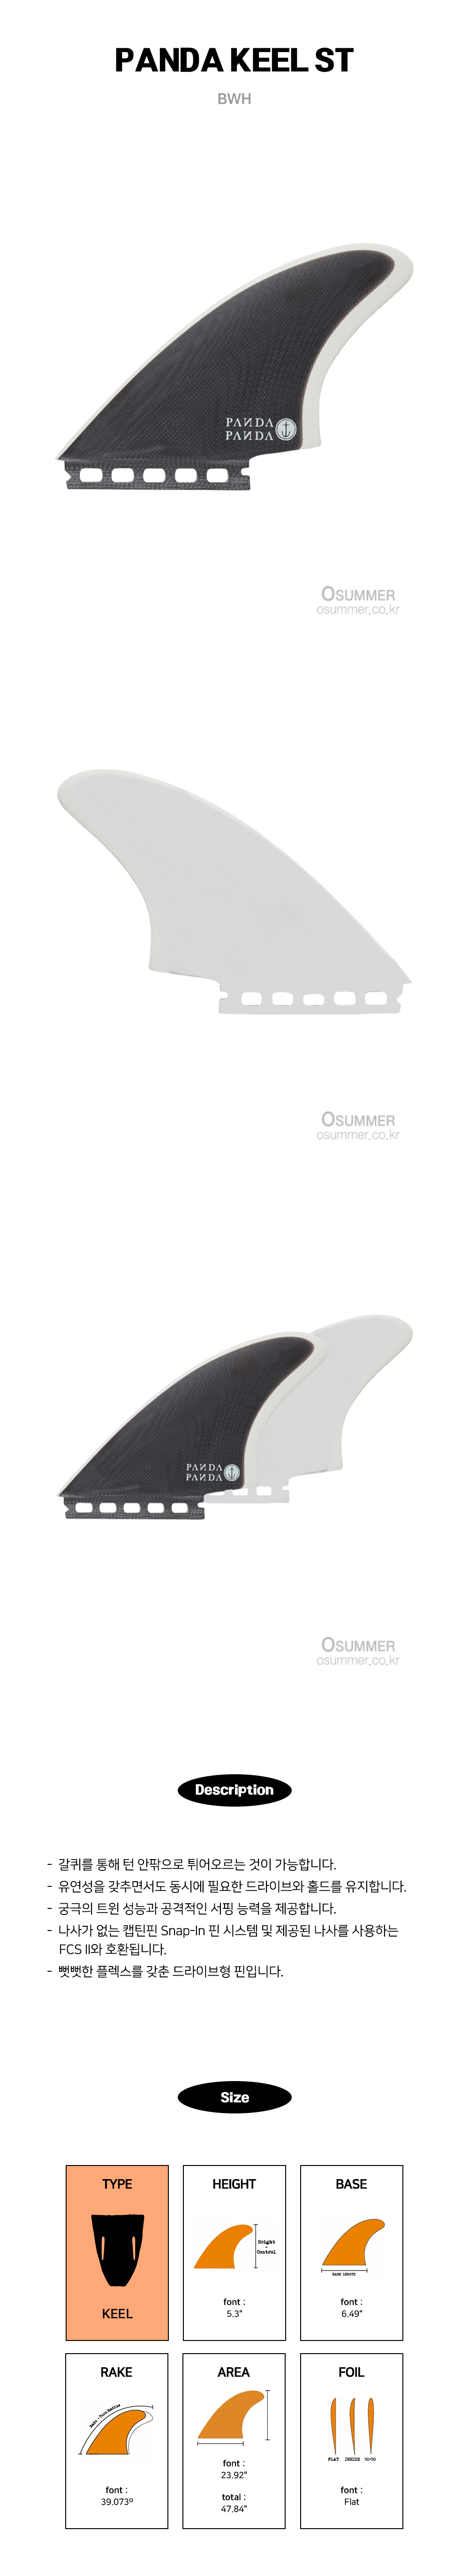 PANDA KEEL ST
BWH
PANDA
PANDA
OSUMMER
osummer.co.kr
OSUMMER
osummer.co.kr
PANDA
PANDA
OSUMMER
osummer.co.kr
Description
- 갈퀴를 통해 턴 안팎으로 튀어오르는 것이 가능합니다.
- 유연성을 갖추면서도 동시에 필요한 드라이브와 홀드를 유지합니다.
- 궁극의 트윈 성능과 공격적인 서핑 능력을 제공합니다.
- 나사가 없는 캡틴핀 Snap-In 핀 시스템 및 제공된 나사를 사용하는
FCS II와 호환됩니다.
- 뻣뻣한 플렉스를 갖춘 드라이브형 핀입니다.
Size
TYPE
KEEL
HEIGHT
Height
-
Control
font :
5.3"
BASE
BASE LENGTH
font :
6.49"
RAKE
Rake - Turn Radius
font :
39.073º
AREA
font :
23.92"
total :
47.84"
FOIL
FLAT INSIDE 50-50
font :
Flat